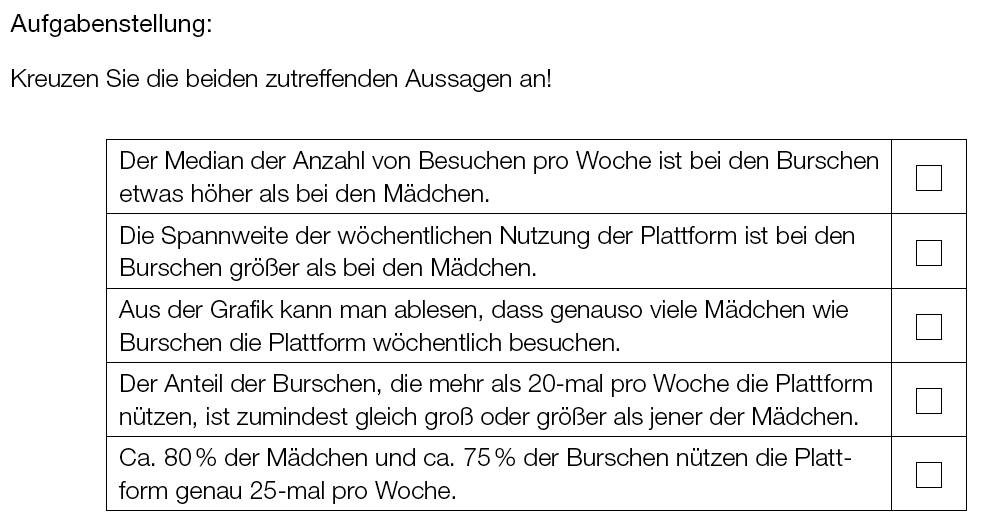 Aufgabenstellung:
Kreuzen Sie die beiden zutreffenden Aussagen an!
Der Median der Anzahl von Besuchen pro Woche ist bei den Burschen
etwas höher als bei den Mädchen.
Die Spannweite der wöchentlichen Nutzung der Plattform ist bei den
Burschen größer als bei den Mädchen.
Aus der Grafik kann man ablesen, dass genauso viele Mädchen wie
Burschen die Plattform wöchentlich besuchen.
Der Anteil der Burschen, die mehr als 20-mal pro Woche die Plattform
nützen, ist zumindest gleich groß oder größer als jener der Mädchen.
Ca. 80 % der Mädchen und ca. 75 % der Burschen nützen die Platt-
form genau 25-mal pro Woche.